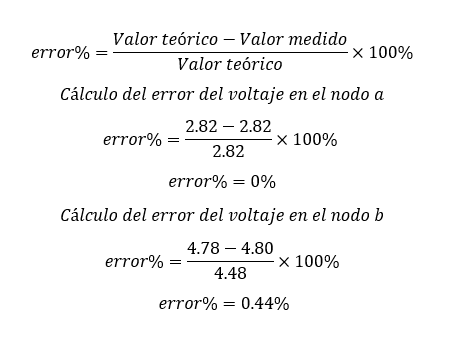 error% = (Valor teórico − Valor medido) / Valor teórico × 100%
Cálculo del error del voltaje en el nodo a
error% = (2.82 − 2.82) / 2.82 × 100%
error% = 0%
Cálculo del error del voltaje en el nodo b
error% = (4.78 − 4.80) / 4.48 × 100%
error% = 0.44%